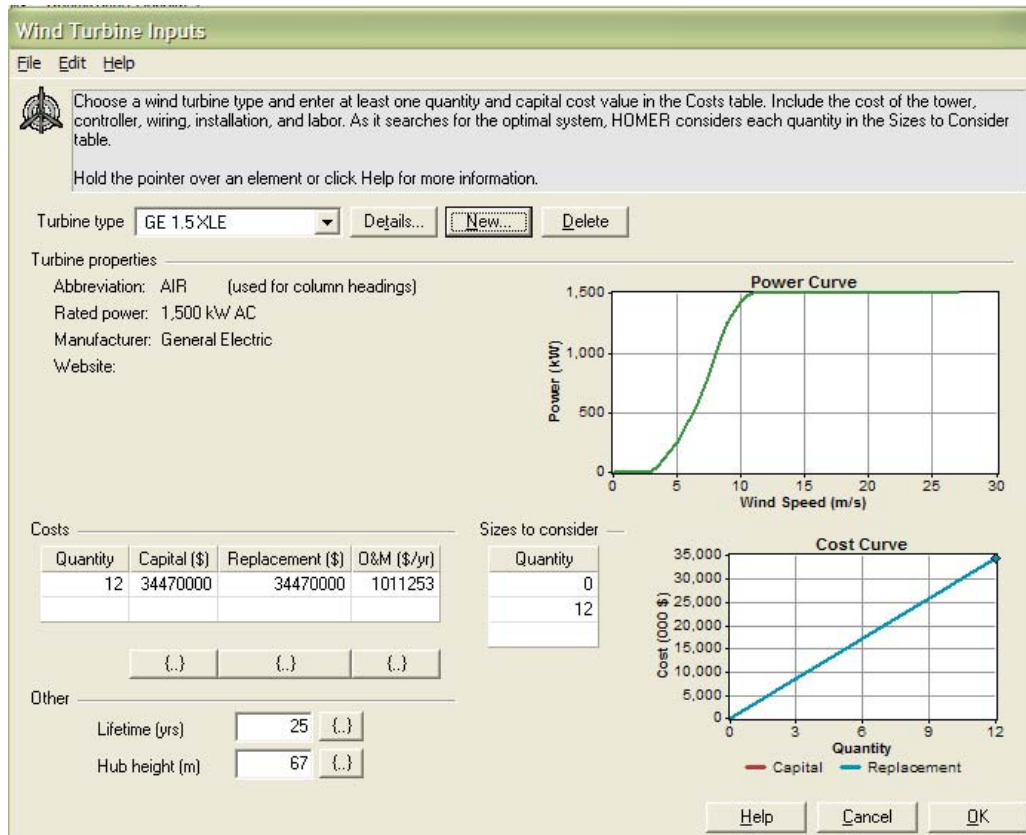 Wind Turbine Inputs
File Edit Help
Choose a wind turbine type and enter at least one quantity and capital cost value in the Costs table. Include the cost of the tower,
controller, wiring, installation, and labor. As it searches for the optimal system, HOMER considers each quantity in the Sizes to Consider
table.
Hold the pointer over an element or click Help for more information.
Turbine type GE 1.5 XLE Details... New... Delete
Turbine properties
Abbreviation: AIR (used for column headings)
Rated power: 1,500 kW AC
Manufacturer: General Electric
Website:
Power Curve
Power (kW)
1,500
1,000
500
0
0 5 10 15 20 25 30
Wind Speed (m/s)
Costs
Quantity Capital ($) Replacement ($) O&M ($/yr)
12 34470000 34470000 1011253
{..} {..} {..}
Sizes to consider
Quantity
0
12
Cost Curve
Cost (000 $)
35,000
30,000
25,000
20,000
15,000
10,000
5,000
0
0 3 6 9 12
Quantity
Capital Replacement
Other
Lifetime (yrs) 25 {..}
Hub height (m) 67 {..}
Help Cancel OK